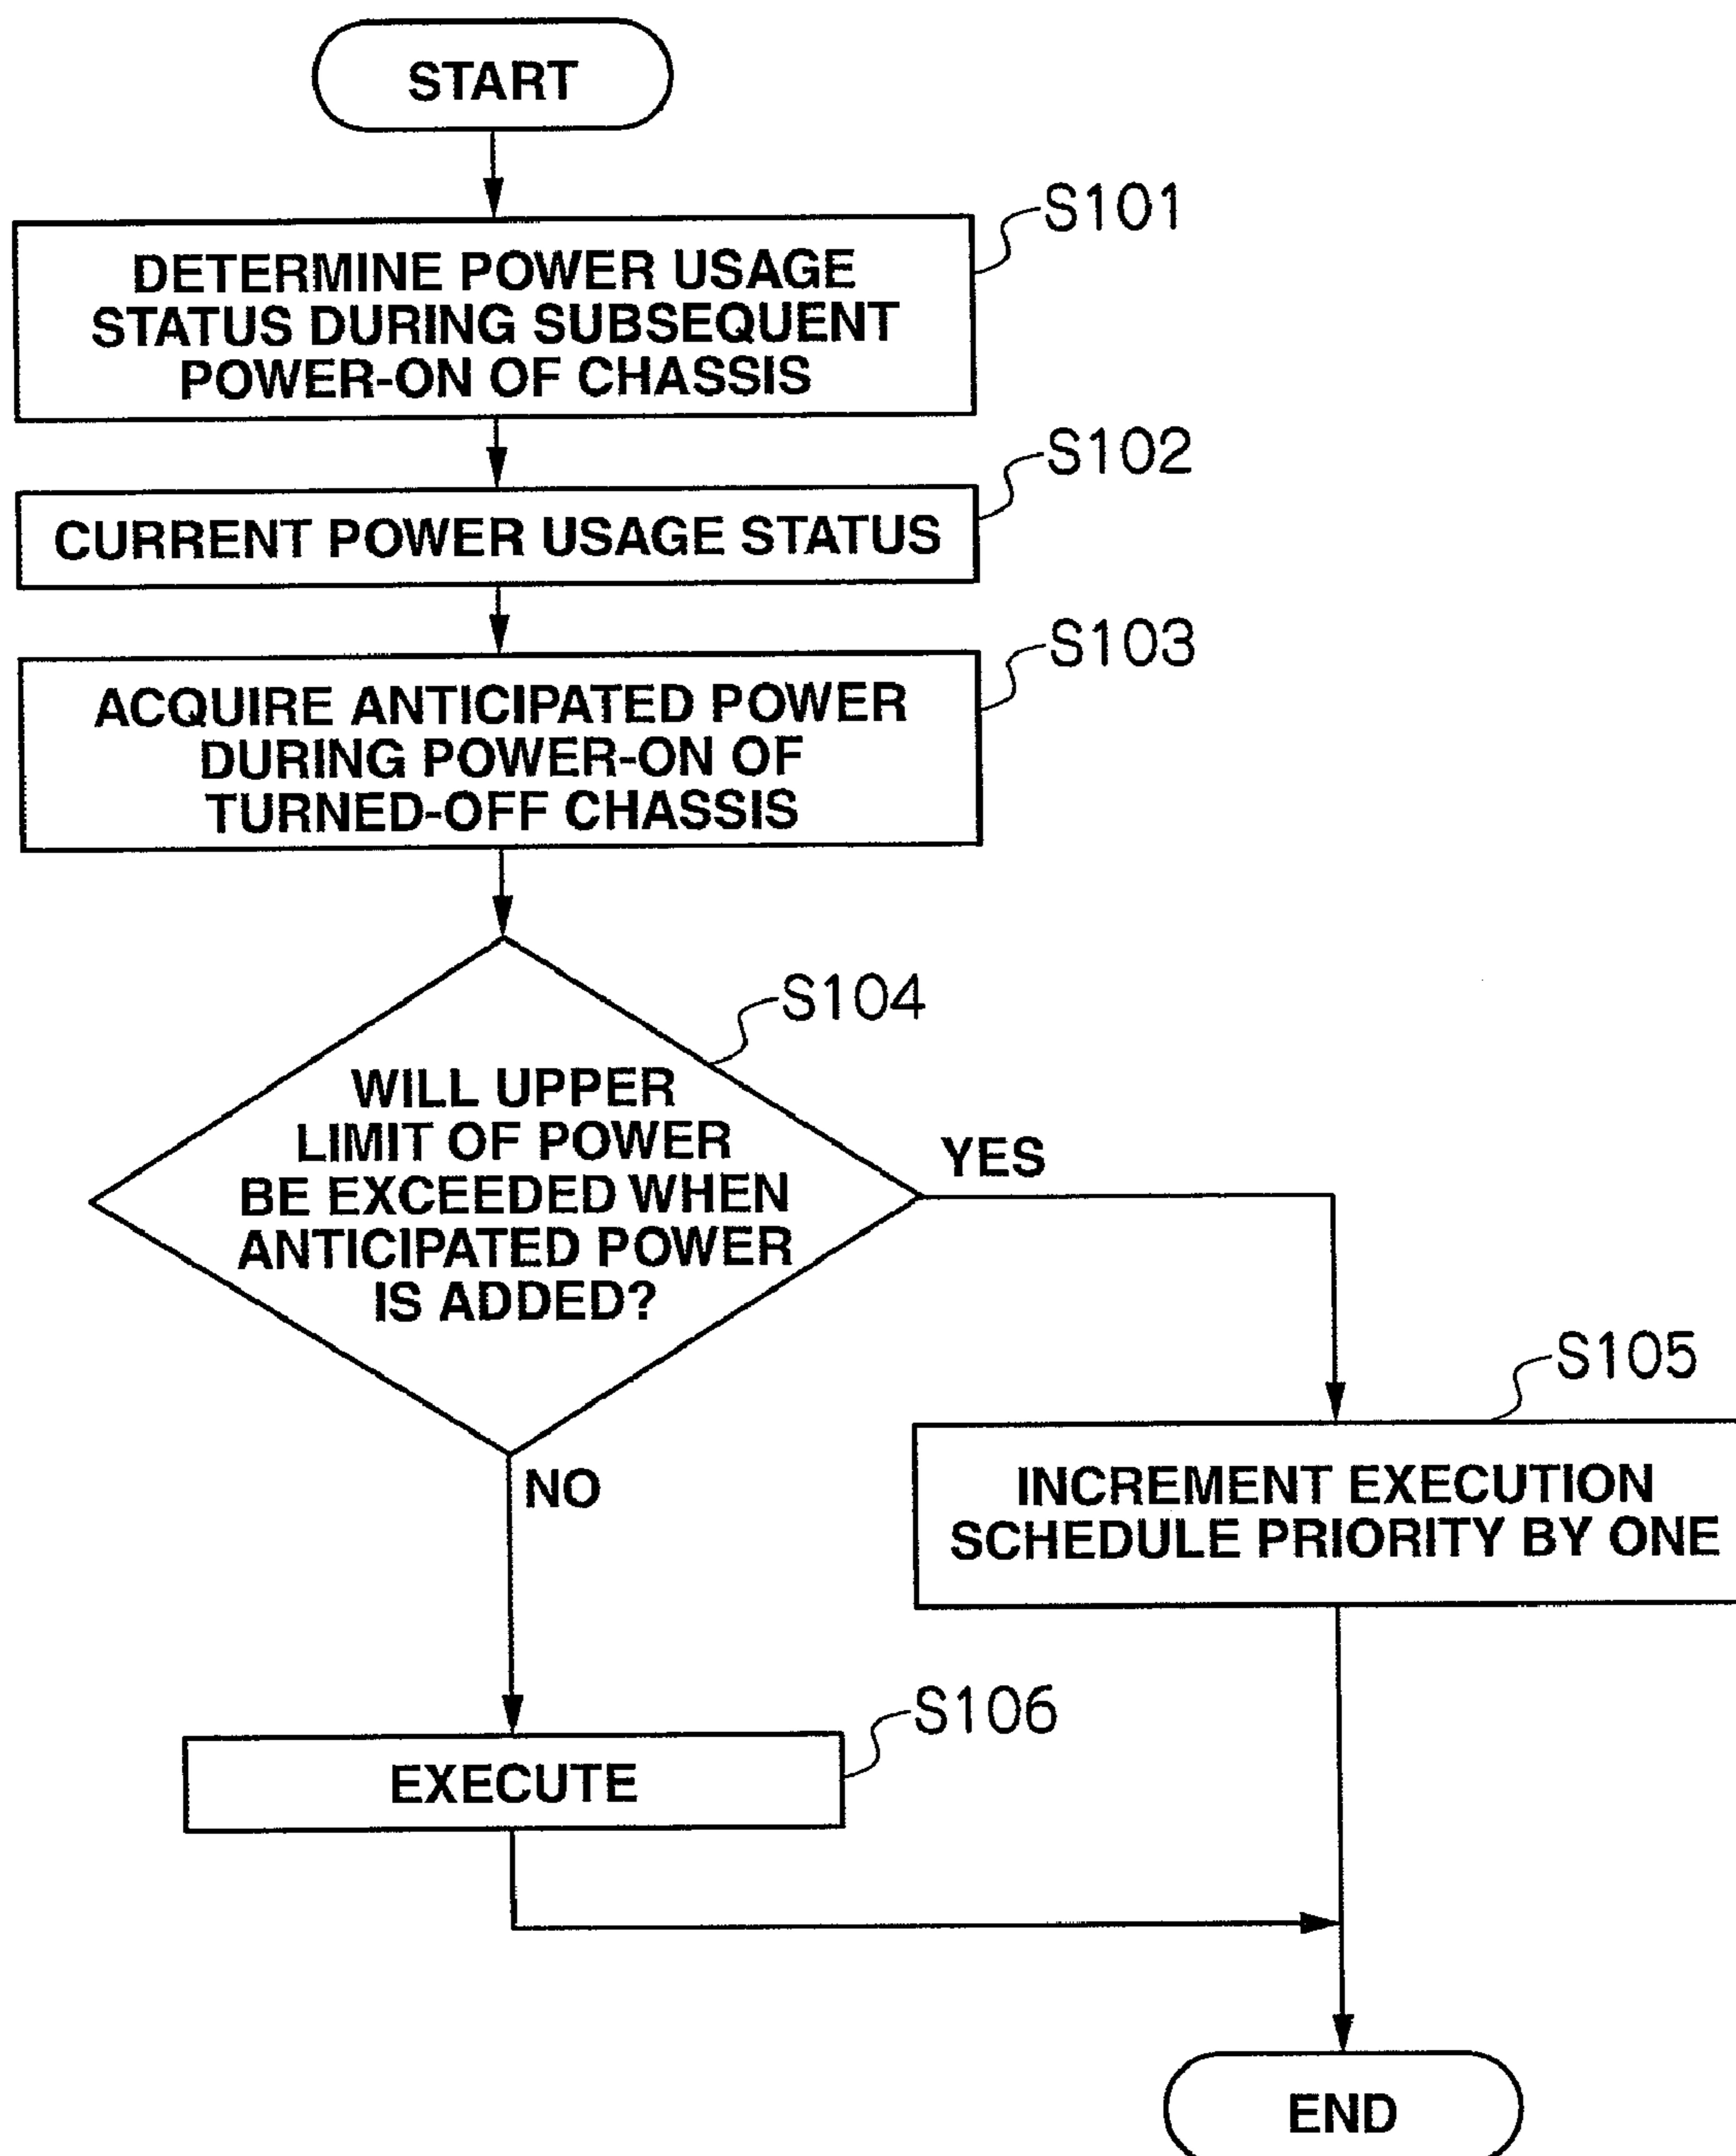 START
S101
DETERMINE POWER USAGE
STATUS DURING SUBSEQUENT
POWER-ON OF CHASSIS
S102
CURRENT POWER USAGE STATUS
S103
ACQUIRE ANTICIPATED POWER
DURING POWER-ON OF
TURNED-OFF CHASSIS
S104
WILL UPPER
LIMIT OF POWER
BE EXCEEDED WHEN
ANTICIPATED POWER
IS ADDED?
YES
NO
S105
INCREMENT EXECUTION
SCHEDULE PRIORITY BY ONE
S106
EXECUTE
END